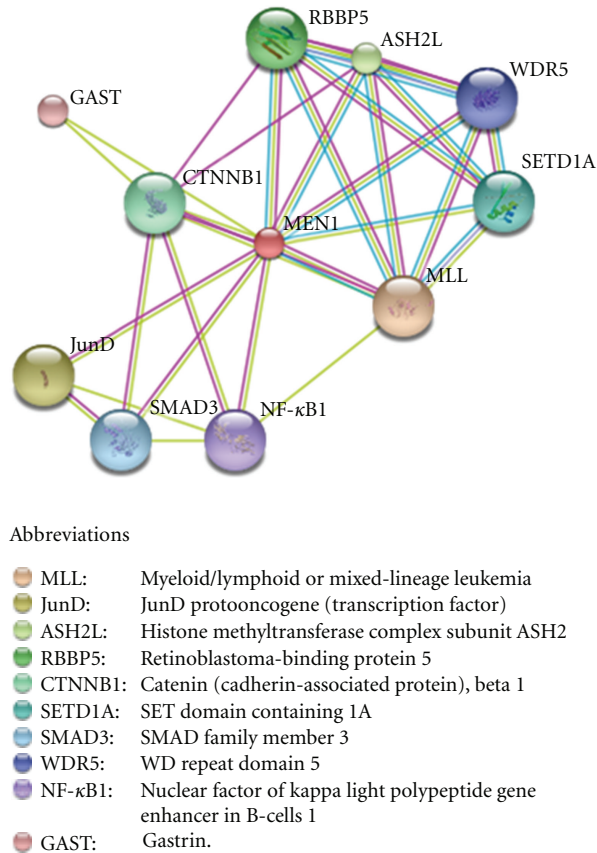 RBBP5
ASH2L
WDR5
GAST
SETD1A
CTNNB1
MEN1
MLL
JunD
SMAD3
NF-κB1
Abbreviations
MLL: Myeloid/lymphoid or mixed-lineage leukemia
JunD: JunD protooncogene (transcription factor)
ASH2L: Histone methyltransferase complex subunit ASH2
RBBP5: Retinoblastoma-binding protein 5
CTNNB1: Catenin (cadherin-associated protein), beta 1
SETD1A: SET domain containing 1A
SMAD3: SMAD family member 3
WDR5: WD repeat domain 5
NF-κB1: Nuclear factor of kappa light polypeptide gene
enhancer in B-cells 1
GAST: Gastrin.